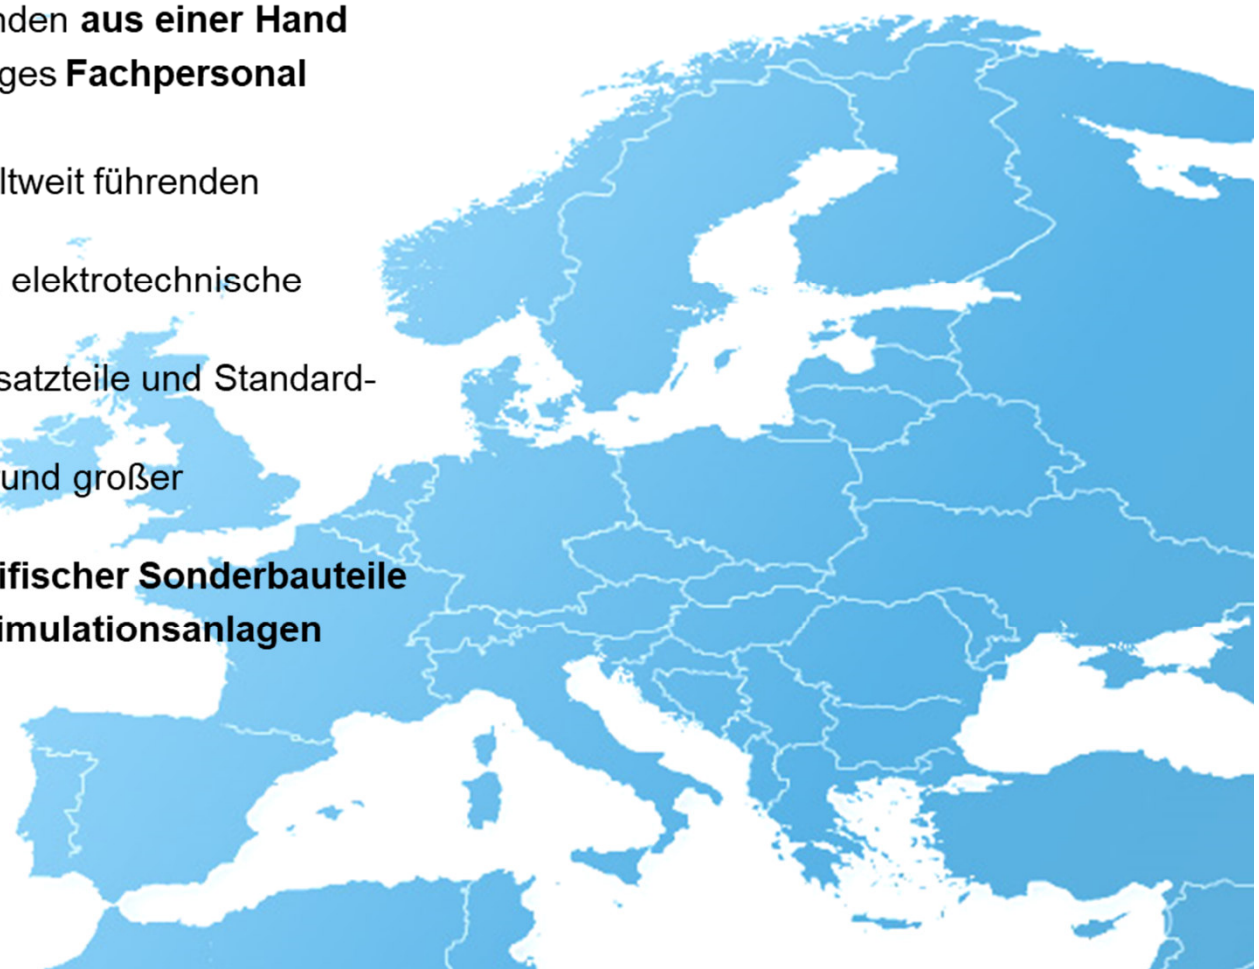 nden aus einer Hand
ges Fachpersonal
ltweit führenden
elektrotechnische
satzteile und Standard-
und großer
ifischer Sonderbauteile
imulationsanlagen